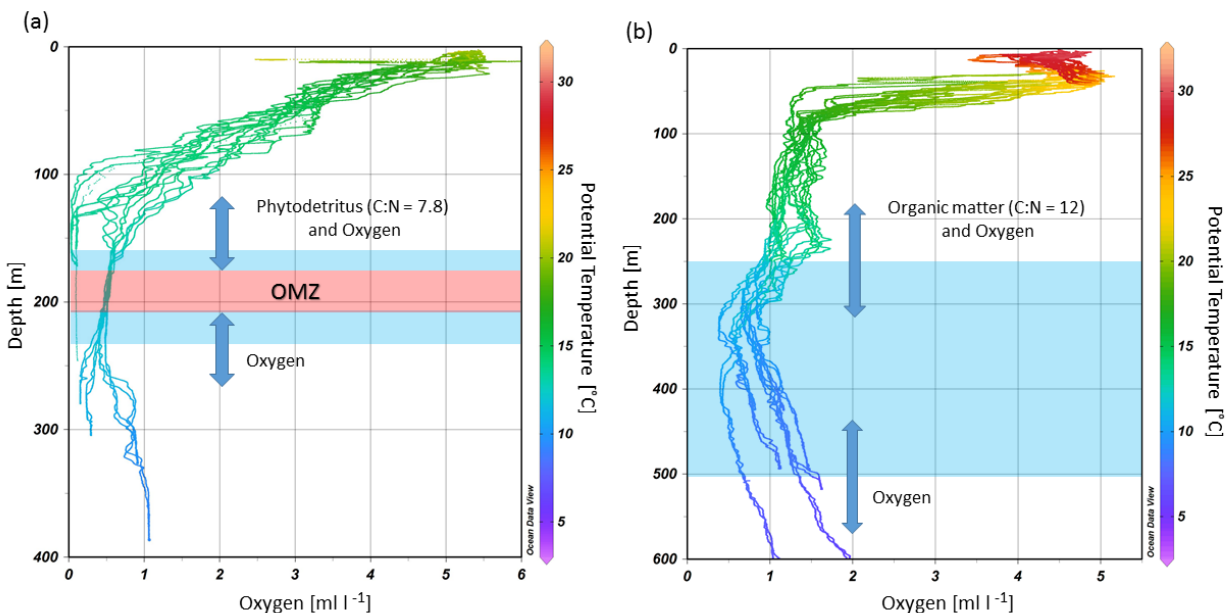 (a)
0
100
200
300
400
Depth [m]
0 1 2 3 4 5 6
Oxygen [ml l -1]
Phytodetritus (C:N = 7.8)
and Oxygen
OMZ
Oxygen
Ocean Data View
30
25
20
15
10
5
Potential Temperature [°C]
(b)
0
100
200
300
400
500
600
Depth [m]
0 1 2 3 4 5
Oxygen [ml l -1]
Organic matter (C:N = 12)
and Oxygen
Oxygen
Ocean Data View
30
25
20
15
10
5
Potential Temperature [°C]